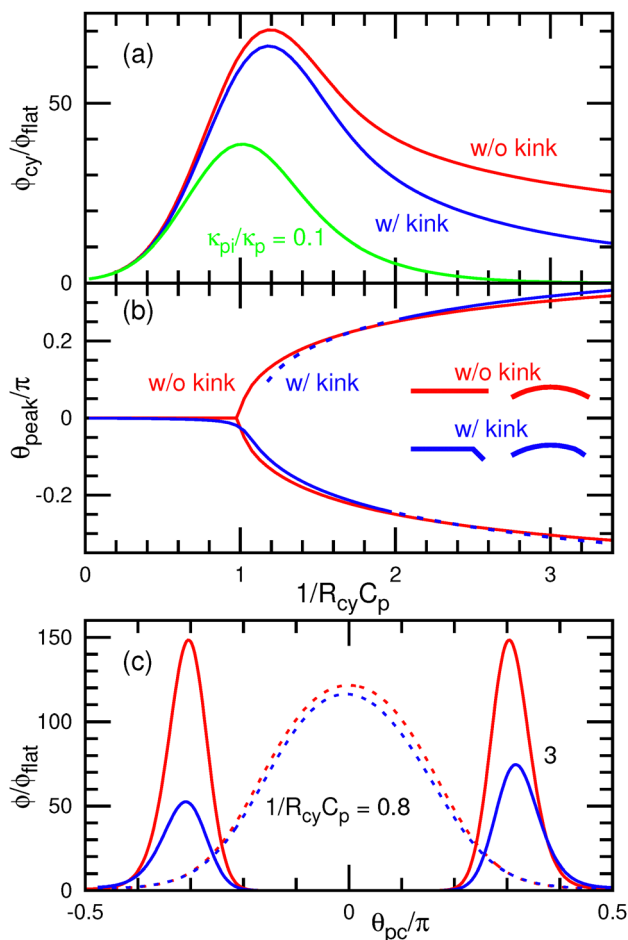 (a)
ϕcy/ϕflat
50
0
w/o kink
w/ kink
κpi/κp = 0.1
(b)
θpeak/π
0.2
0
-0.2
w/o kink
w/ kink
w/o kink
w/ kink
0
1
2
3
1/RcyCp
(c)
ϕ/ϕflat
150
100
50
0
3
1/RcyCp = 0.8
-0.5
0
0.5
θpc/π